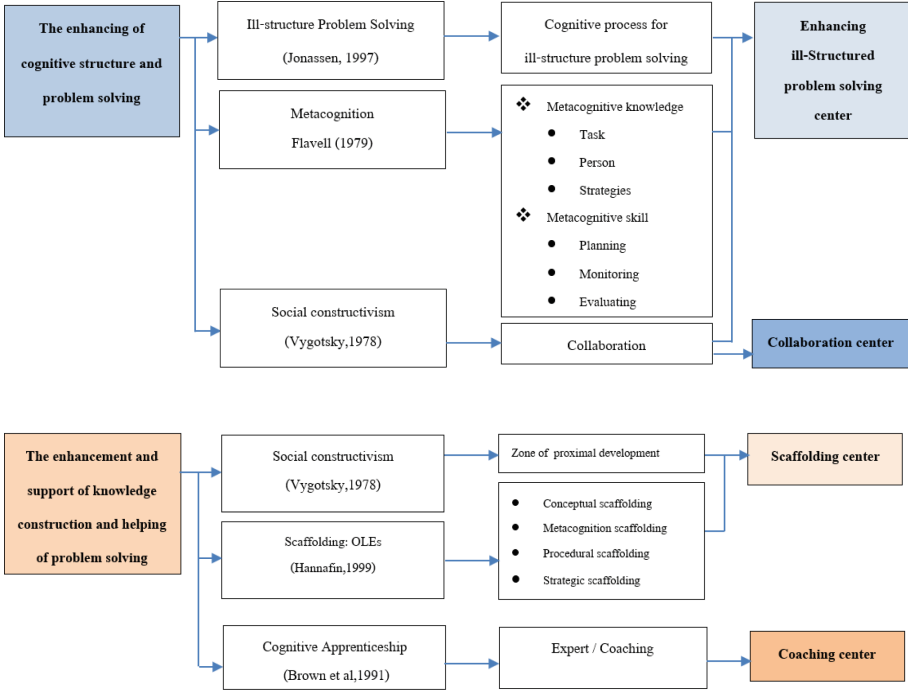 The enhancing of
cognitive structure and
problem solving
Ill-structure Problem Solving
(Jonassen, 1997)
Cognitive process for
ill-structure problem solving
Enhancing
ill-Structured
problem solving
center
Metacognition
Flavell (1979)
❖ Metacognitive knowledge
● Task
● Person
● Strategies
❖ Metacognitive skill
● Planning
● Monitoring
● Evaluating
Social constructivism
(Vygotsky,1978)
Collaboration
Collaboration center
The enhancement and
support of knowledge
construction and helping
of problem solving
Social constructivism
(Vygotsky,1978)
Zone of proximal development
Scaffolding center
Scaffolding: OLEs
(Hannafin,1999)
● Conceptual scaffolding
● Metacognition scaffolding
● Procedural scaffolding
● Strategic scaffolding
Cognitive Apprenticeship
(Brown et al,1991)
Expert / Coaching
Coaching center